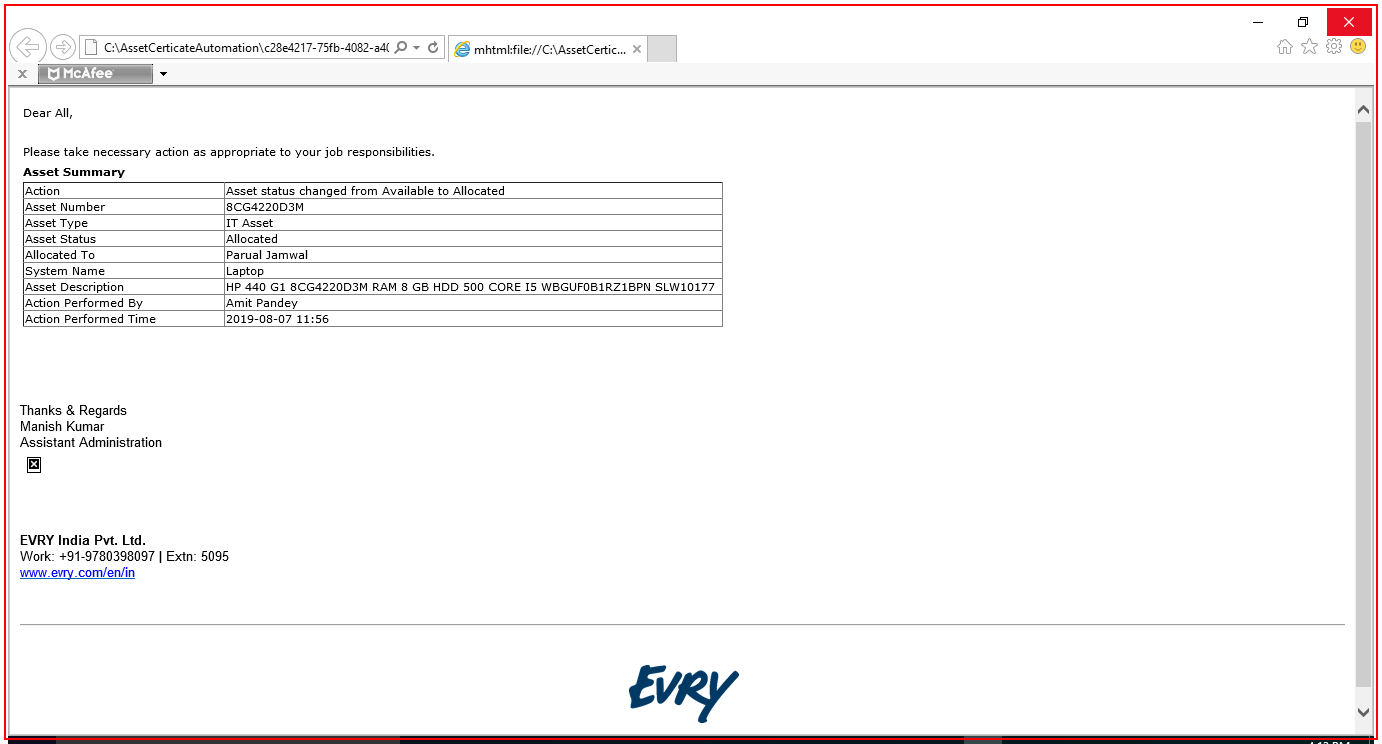 C:\AssetCerticateAutomation\c28e4217-75fb-4082-a40
mhtml:file://C:\AssetCertic...
McAfee
Dear All,
Please take necessary action as appropriate to your job responsibilities.
Asset Summary
Action Asset status changed from Available to Allocated
Asset Number 8CG4220D3M
Asset Type IT Asset
Asset Status Allocated
Allocated To Parual Jamwal
System Name Laptop
Asset Description HP 440 G1 8CG4220D3M RAM 8 GB HDD 500 CORE I5 WBGUF0B1RZ1BPN SLW10177
Action Performed By Amit Pandey
Action Performed Time 2019-08-07 11:56
Thanks & Regards
Manish Kumar
Assistant Administration
EVRY India Pvt. Ltd.
Work: +91-9780398097 | Extn: 5095
www.evry.com/en/in
EVRY